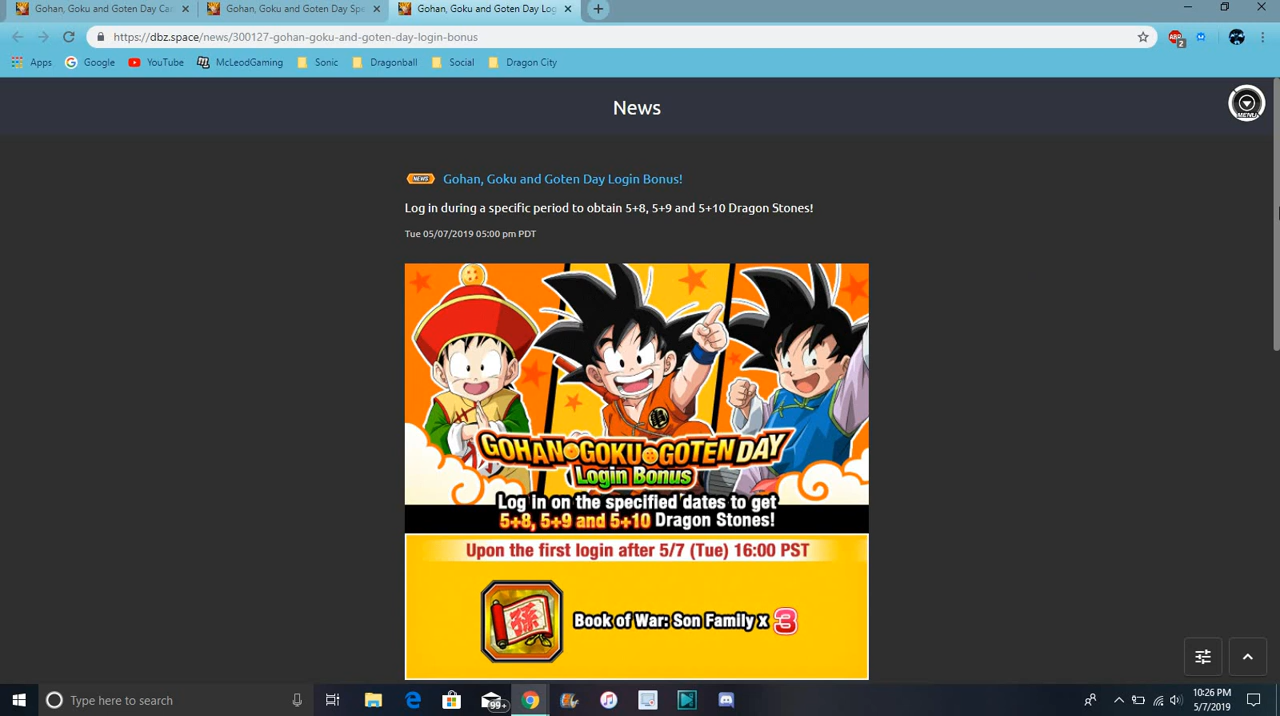 Gohan, Goku and Goten Day Car
Gohan, Goku and Goten Day Spe
Gohan, Goku and Goten Day Log
https://dbz.space/news/300127-gohan-goku-and-goten-day-login-bonus
ABP
2
Apps
Google
YouTube
McLeodGaming
Sonic
Dragonball
Social
Dragon City
News
MENU
NEWS
Gohan, Goku and Goten Day Login Bonus!
Log in during a specific period to obtain 5+8, 5+9 and 5+10 Dragon Stones!
Tue 05/07/2019 05:00 pm PDT
亀
GOHAN GOKU GOTEN DAY
Login Bonus
Log in on the specified dates to get
5+8, 5+9 and 5+10 Dragon Stones!
Upon the first login after 5/7 (Tue) 16:00 PST
孫
Book of War: Son Family x 3
Type here to search
99+
10:26 PM
5/7/2019